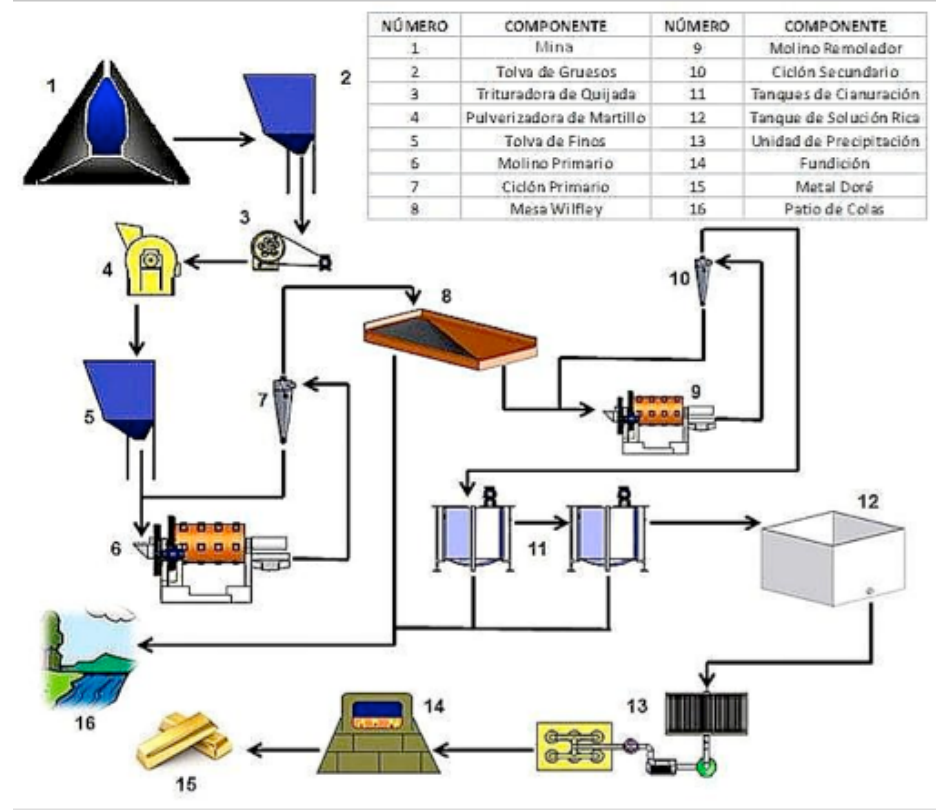 NÚMERO COMPONENTE NÚMERO COMPONENTE
1 Mina 9 Molino Remoledor
2 Tolva de Gruesos 10 Ciclón Secundario
3 Trituradora de Quijada 11 Tanques de Cianuración
4 Pulverizadora de Martillo 12 Tanque de Solución Rica
5 Tolva de Finos 13 Unidad de Precipitación
6 Molino Primario 14 Fundición
7 Ciclón Primario 15 Metal Doré
8 Mesa Wilfley 16 Patio de Colas
1
2
3
4
10
8
5
7
9
6
11
12
16
15
14
13